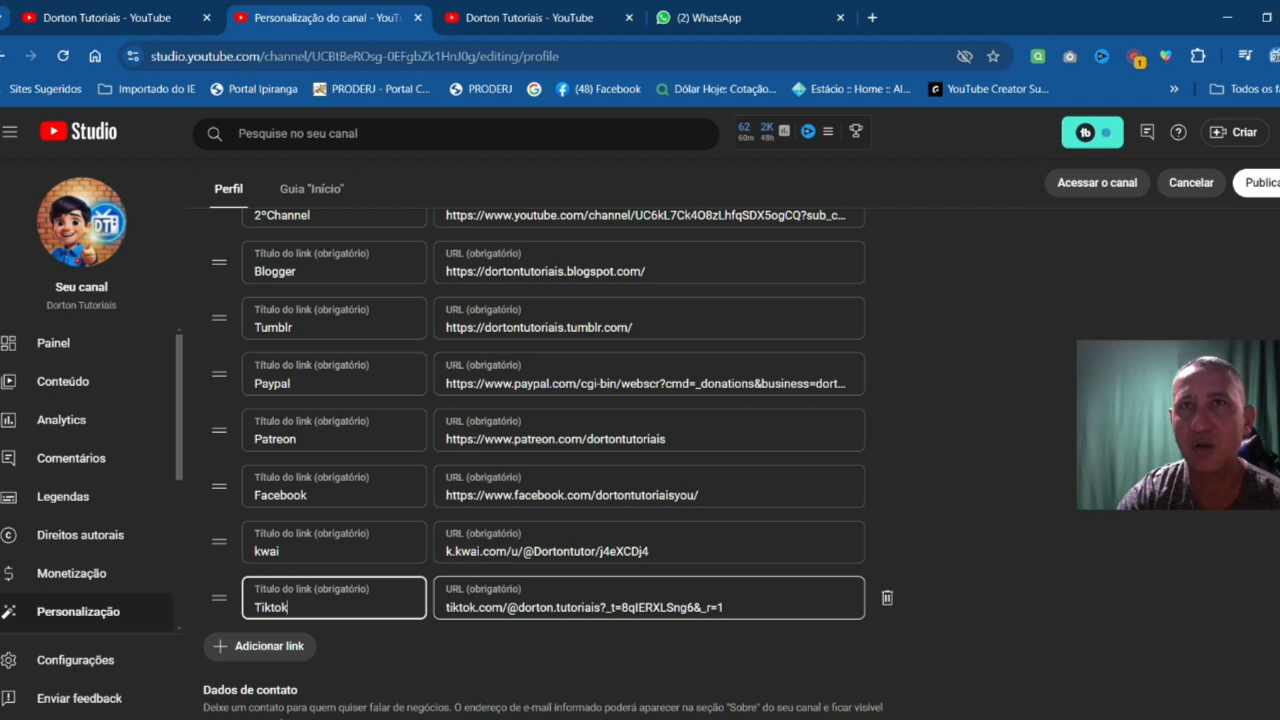 Dorton Tutoriais - YouTube
Personalização do canal - YouT
Dorton Tutoriais - YouTube
(2) WhatsApp
studio.youtube.com/channel/UCBtBeROsg-0EFgbZk1HnJ0g/editing/profile
Sites Sugeridos
Importado do IE
Portal Ipiranga
PRODERJ - Portal C...
PRODERJ
(48) Facebook
Dólar Hoje: Cotação...
Estácio :: Home :: Al...
YouTube Creator Su...
»
Todos os fa
Studio
Pesquise no seu canal
62 2K
60m 48h
Criar
Perfil
Guia "Início"
Acessar o canal
Cancelar
Publica
DT
Seu canal
Dorton Tutoriais
Painel
Conteúdo
Analytics
Comentários
Legendas
Direitos autorais
Monetização
Personalização
Configurações
Enviar feedback
2ºChannel
https://www.youtube.com/channel/UC6kL7Ck4O8zLhfqSDX5ogCQ?sub_c...
Título do link (obrigatório)
Blogger
URL (obrigatório)
https://dortontutoriais.blogspot.com/
Título do link (obrigatório)
Tumblr
URL (obrigatório)
https://dortontutoriais.tumblr.com/
Título do link (obrigatório)
Paypal
URL (obrigatório)
https://www.paypal.com/cgi-bin/webscr?cmd=_donations&business=dort...
Título do link (obrigatório)
Patreon
URL (obrigatório)
https://www.patreon.com/dortontutoriais
Título do link (obrigatório)
Facebook
URL (obrigatório)
https://www.facebook.com/dortontutoriaisyou/
Título do link (obrigatório)
kwai
URL (obrigatório)
k.kwai.com/u/@Dortontutor/j4eXCDj4
Título do link (obrigatório)
Tiktok
URL (obrigatório)
tiktok.com/@dorton.tutoriais?_t=8qIERXLSng6&_r=1
Adicionar link
Dados de contato
Deixe um contato para quem quiser falar de negócios. O endereço de e-mail informado poderá aparecer na seção "Sobre" do seu canal e ficar visível